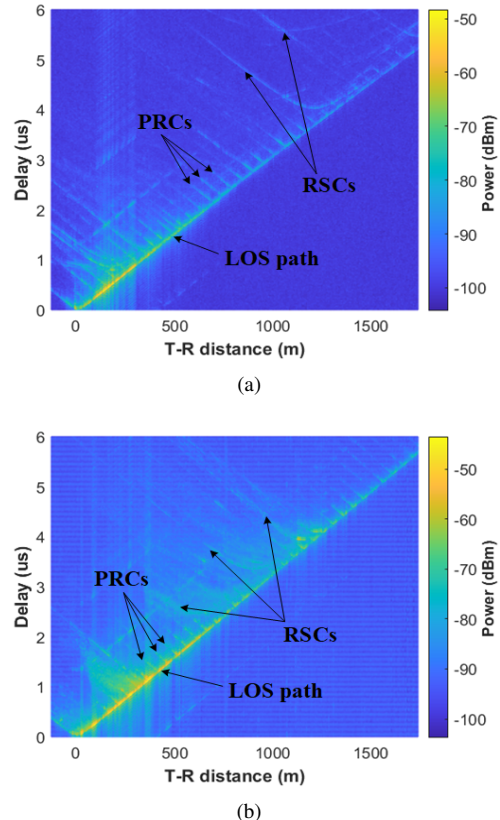 6
5
4
3
2
1
0
Delay (us)
PRCs
RSCs
LOS path
0 500 1000 1500
T-R distance (m)
-50
-60
-70
-80
-90
-100
Power (dBm)
(a)
6
5
4
3
2
1
0
Delay (us)
PRCs
RSCs
LOS path
0 500 1000 1500
T-R distance (m)
-50
-60
-70
-80
-90
-100
Power (dBm)
(b)